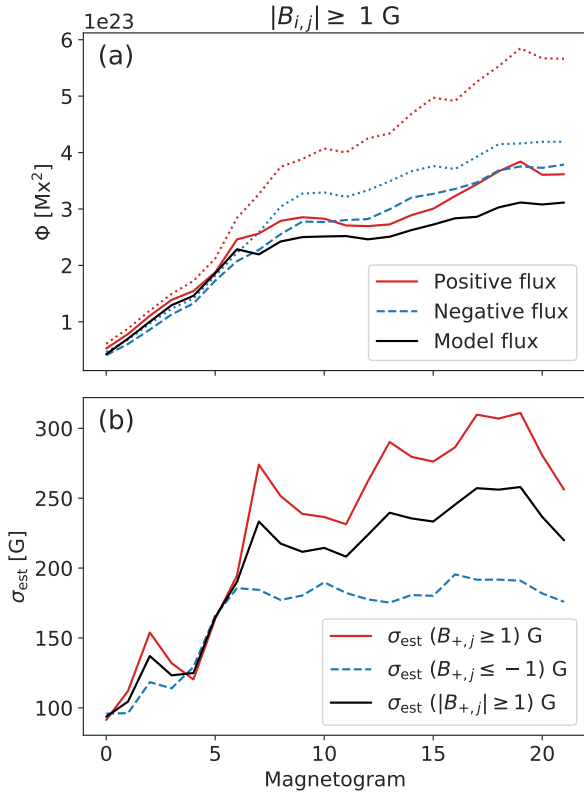 |B_{i,j}| ≥ 1 G
1e23
(a)
6
5
4
3
2
1
Φ [Mx²]
Positive flux
Negative flux
Model flux
(b)
300
250
200
150
100
σ_est [G]
σ_est (B_{+,j} ≥ 1) G
σ_est (B_{+,j} ≤ −1) G
σ_est (|B_{+,j}| ≥ 1) G
0 5 10 15 20
Magnetogram